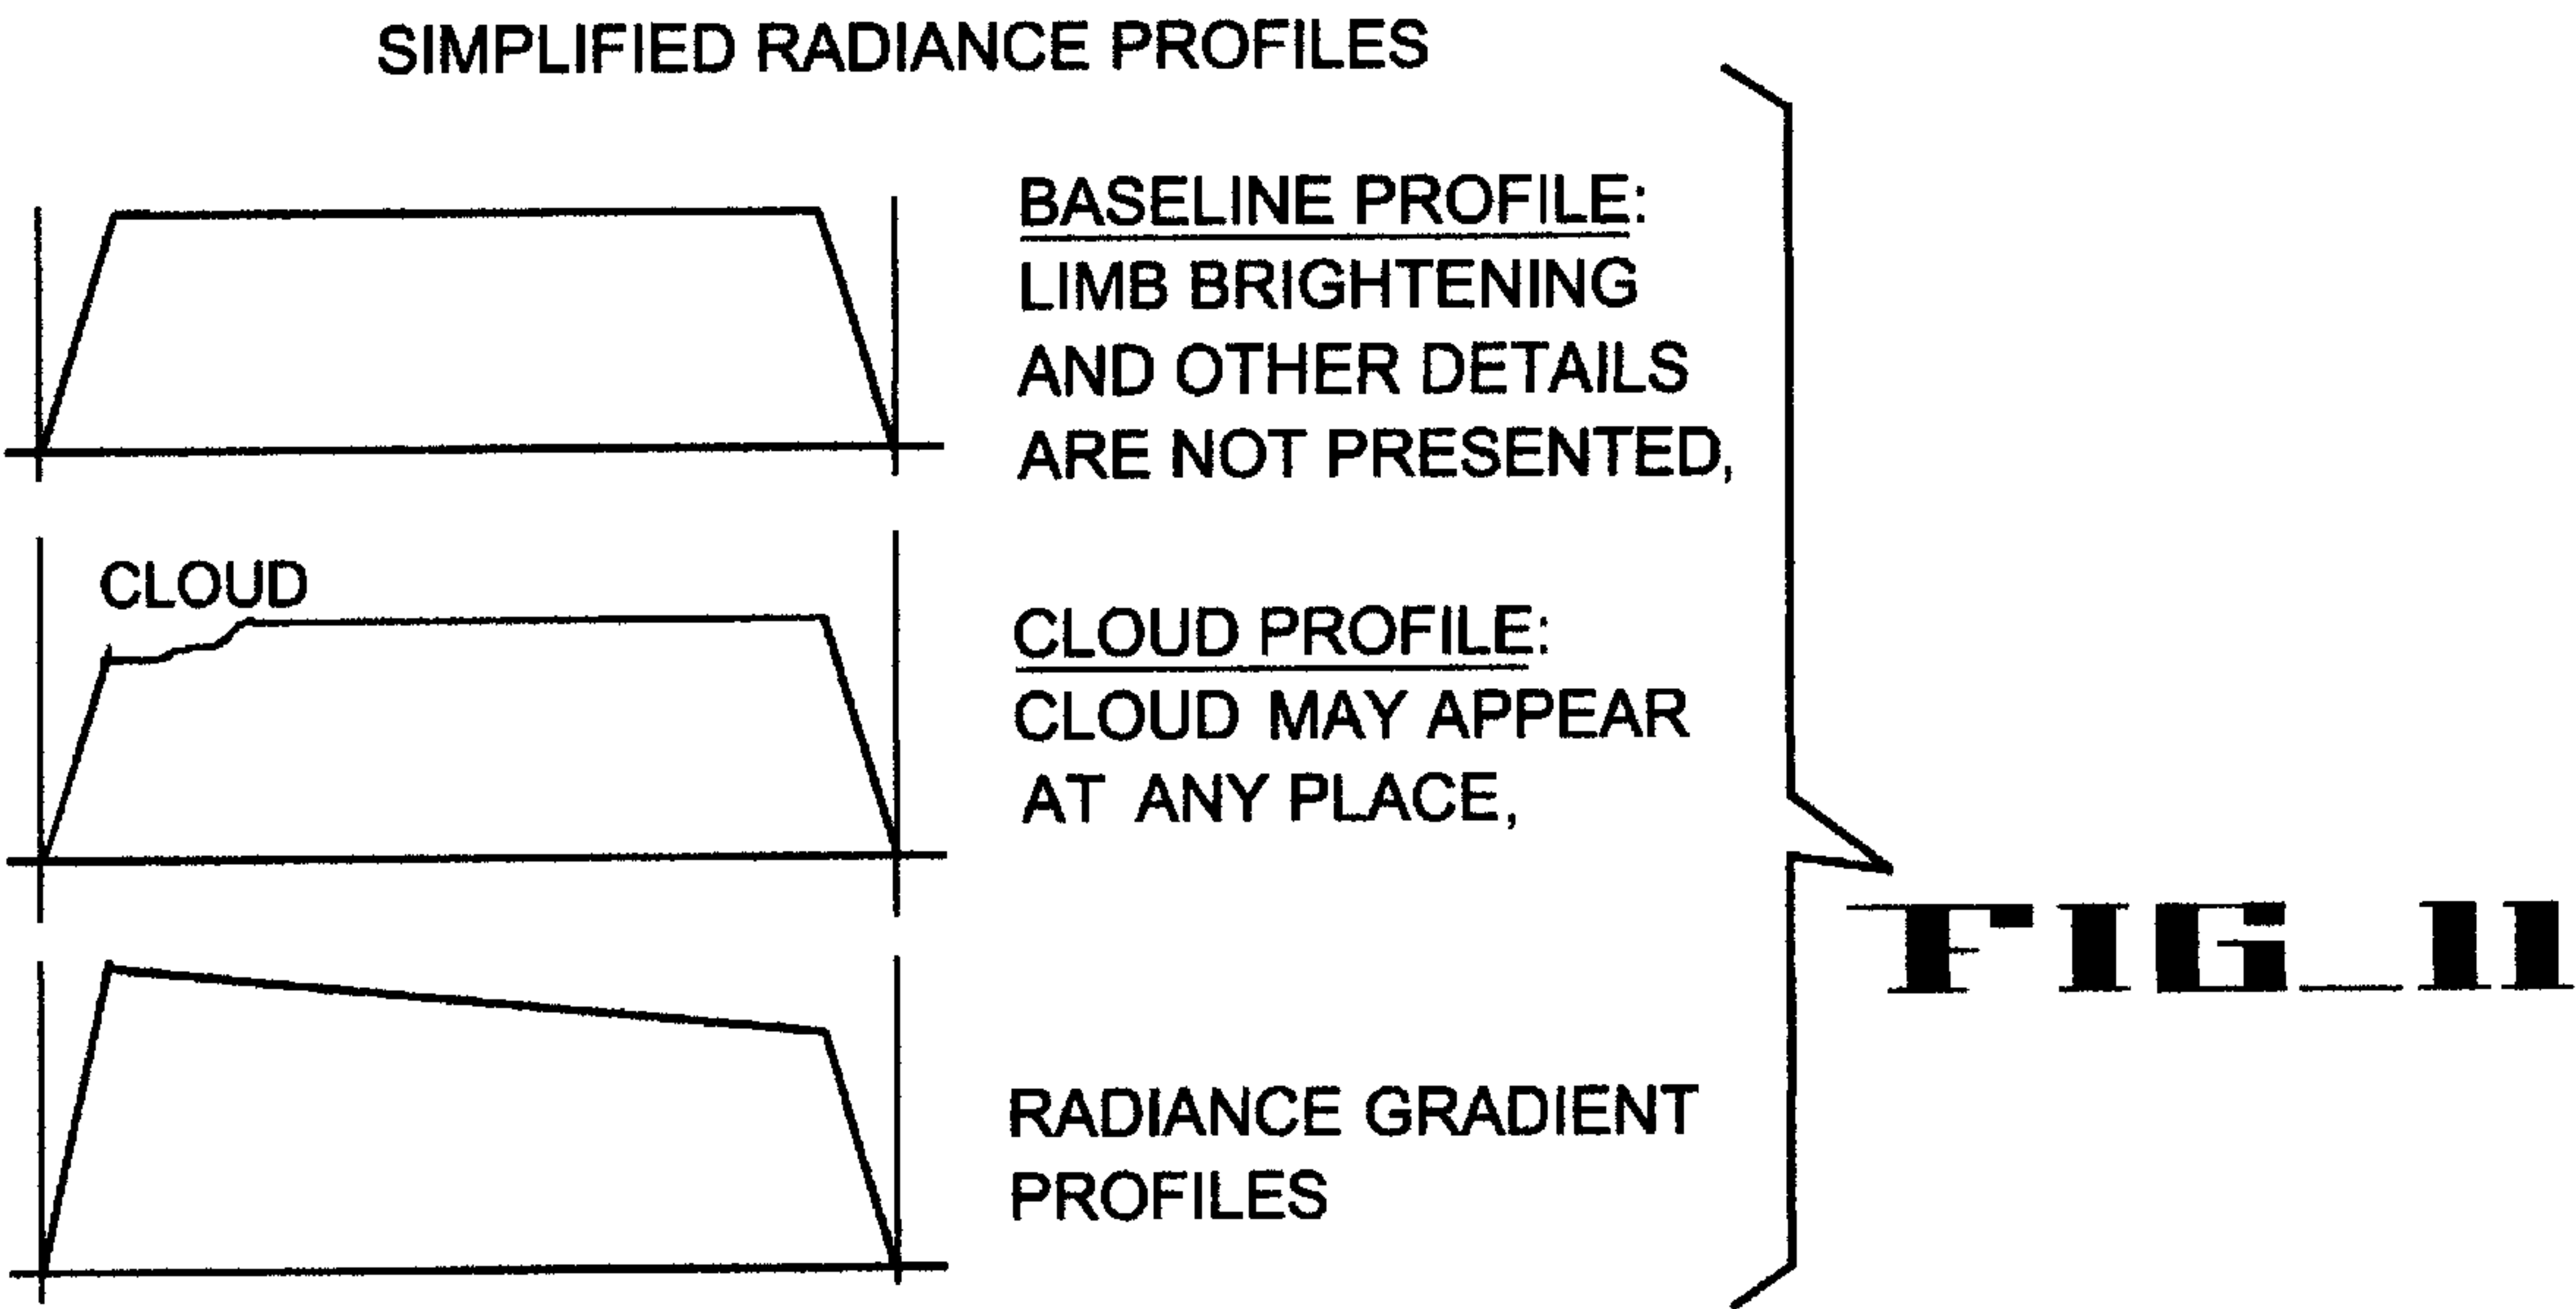 SIMPLIFIED RADIANCE PROFILES
BASELINE PROFILE:
LIMB BRIGHTENING
AND OTHER DETAILS
ARE NOT PRESENTED,
CLOUD
CLOUD PROFILE:
CLOUD MAY APPEAR
AT ANY PLACE,
RADIANCE GRADIENT
PROFILES
FIG_11